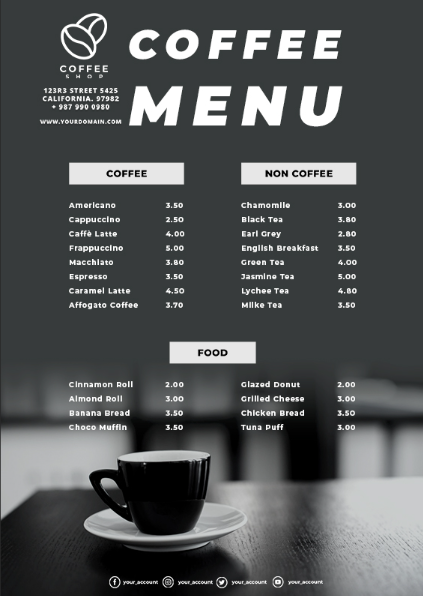 COFFEE
SHOP
123R3 STREET 5425
CALIFORNIA. 97982
+ 987 990 0980
WWW.YOURDOMAIN.COM
COFFEE
MENU
COFFEE
Americano 3.50
Cappuccino 2.50
Caffè Latte 4.00
Frappuccino 5.00
Macchiato 3.80
Espresso 3.50
Caramel Latte 4.50
Affogato Coffee 3.70
NON COFFEE
Chamomile 3.00
Black Tea 3.80
Earl Grey 2.80
English Breakfast 3.50
Green Tea 4.00
Jasmine Tea 5.00
Lychee Tea 4.80
Milke Tea 3.50
FOOD
Cinnamon Roll 2.00
Almond Roll 3.00
Banana Bread 3.50
Choco Muffin 3.50
Glazed Donut 2.00
Grilled Cheese 3.00
Chicken Bread 3.50
Tuna Puff 3.00
your_account your_account your_account your_account